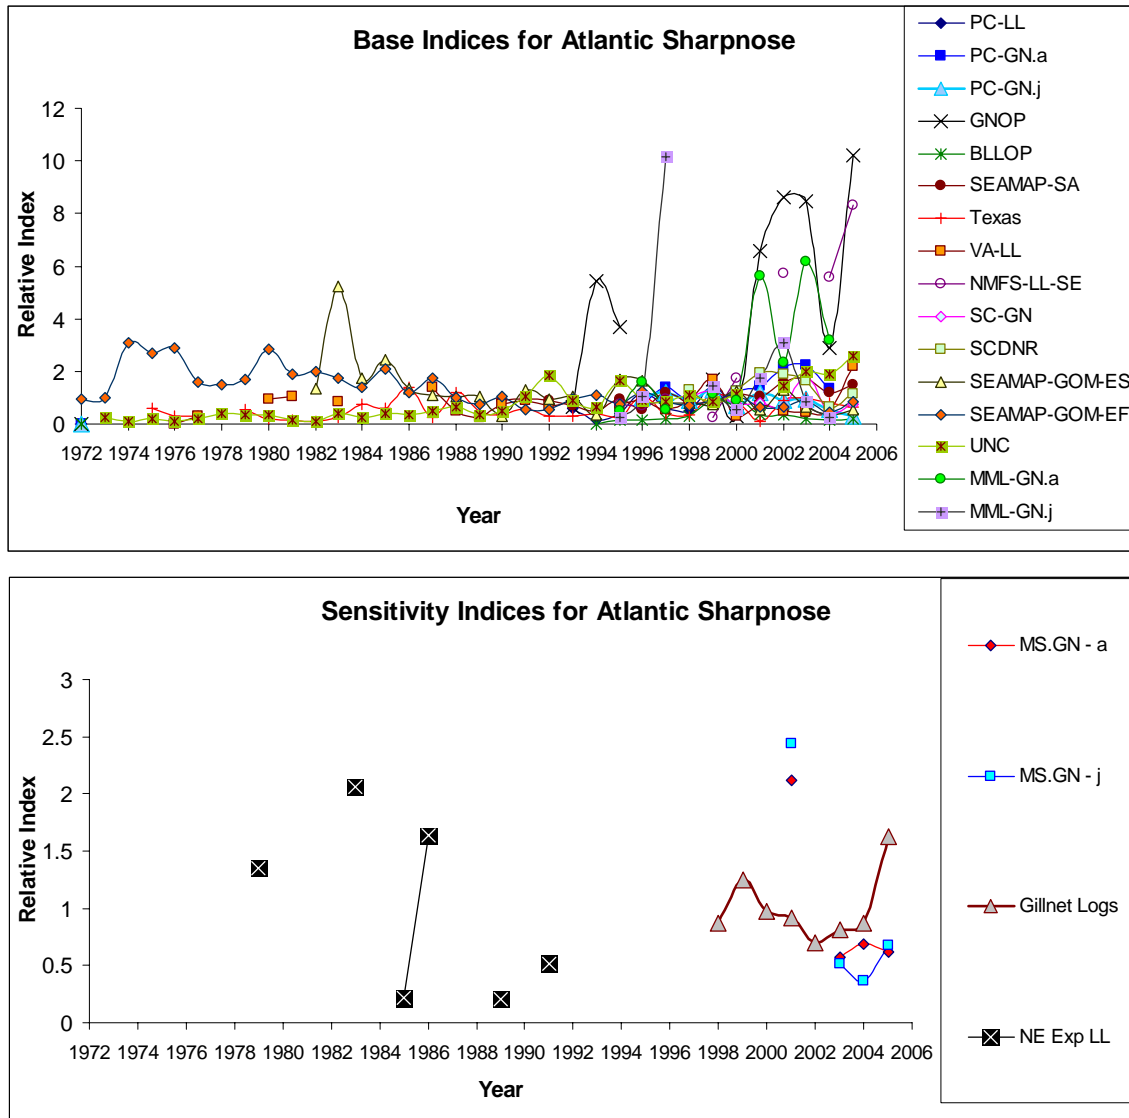 Base Indices for Atlantic Sharpnose
12
10
8
6
4
2
0
Relative Index
1972 1974 1976 1978 1980 1982 1984 1986 1988 1990 1992 1994 1996 1998 2000 2002 2004 2006
Year
PC-LL
PC-GN.a
PC-GN.j
GNOP
BLLOP
SEAMAP-SA
Texas
VA-LL
NMFS-LL-SE
SC-GN
SCDNR
SEAMAP-GOM-ES
SEAMAP-GOM-EF
UNC
MML-GN.a
MML-GN.j
Sensitivity Indices for Atlantic Sharpnose
3
2.5
2
1.5
1
0.5
0
Relative Index
1972 1974 1976 1978 1980 1982 1984 1986 1988 1990 1992 1994 1996 1998 2000 2002 2004 2006
Year
MS.GN - a
MS.GN - j
Gillnet Logs
NE Exp LL